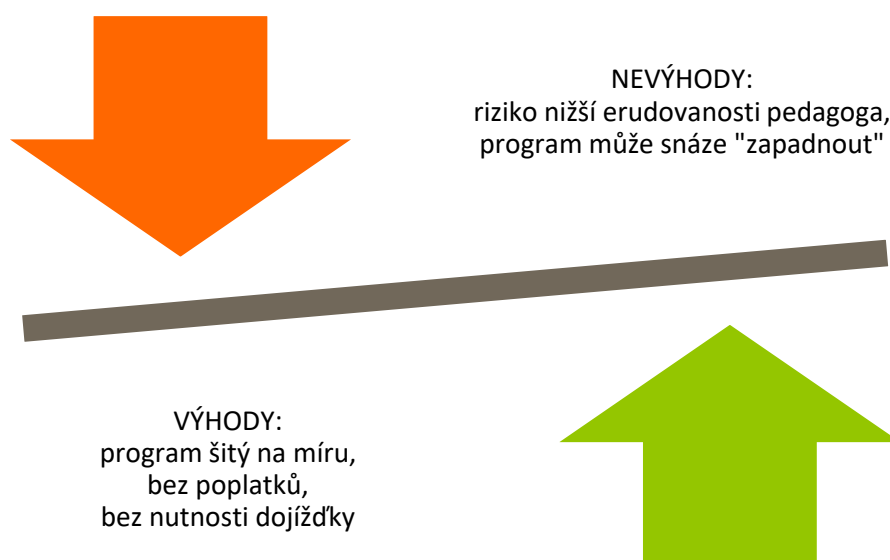 NEVÝHODY:
riziko nižší erudovanosti pedagoga,
program může snáze "zapadnout"
VÝHODY:
program šitý na míru,
bez poplatků,
bez nutnosti dojížďky